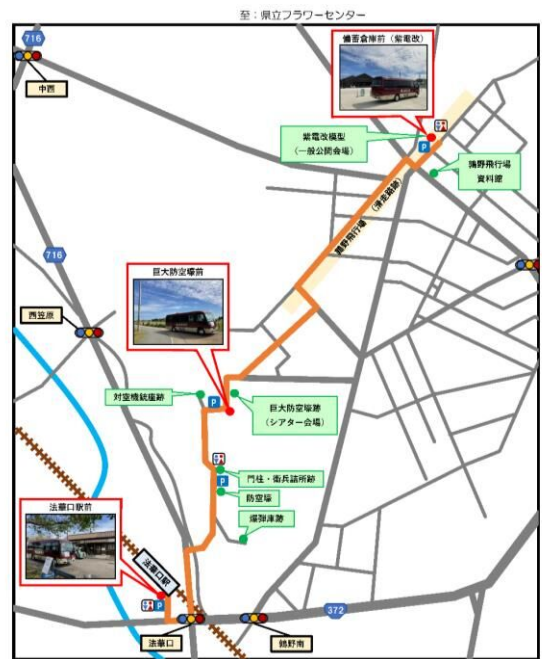 至：県立フラワーセンター
716
中西
備蓄倉庫前（紫電改）
紫電改模型
（一般公開会場）
P
鶉野飛行場
資料館
鶉野飛行場（滑走路跡）
716
巨大防空壕前
西笠原
対空機銃座跡
P
巨大防空壕跡
（シアター会場）
門柱・衛兵詰所跡
P
防空壕
爆弾庫跡
法華口駅前
法華口駅
P
372
法華口
鶉野南